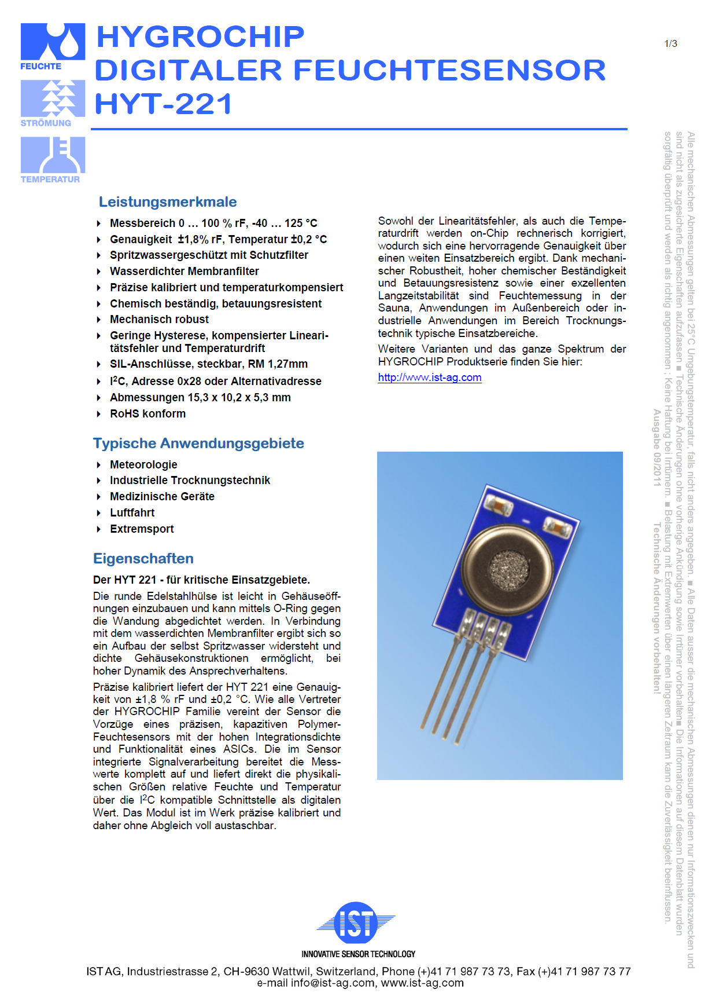 HYGROCHIP
DIGITALER FEUCHTESENSOR
HYT-221
1/3
FEUCHTE
STRÖMUNG
TEMPERATUR
Leistungsmerkmale
Messbereich 0 … 100 % rF, -40 … 125 °C
Genauigkeit ±1,8% rF, Temperatur ±0,2 °C
Spritzwassergeschützt mit Schutzfilter
Wasserdichter Membranfilter
Präzise kalibriert und temperaturkompensiert
Chemisch beständig, betauungsresistent
Mechanisch robust
Geringe Hysterese, kompensierter Lineari-
tätsfehler und Temperaturdrift
SIL-Anschlüsse, steckbar, RM 1,27mm
I²C, Adresse 0x28 oder Alternativadresse
Abmessungen 15,3 x 10,2 x 5,3 mm
RoHS konform
Typische Anwendungsgebiete
Meteorologie
Industrielle Trocknungstechnik
Medizinische Geräte
Luftfahrt
Extremsport
Eigenschaften
Der HYT 221 - für kritische Einsatzgebiete.
Die runde Edelstahlhülse ist leicht in Gehäuseöff-
nungen einzubauen und kann mittels O-Ring gegen
die Wandung abgedichtet werden. In Verbindung
mit dem wasserdichten Membranfilter ergibt sich so
ein Aufbau der selbst Spritzwasser widersteht und
dichte Gehäusekonstruktionen ermöglicht, bei
hoher Dynamik des Ansprechverhaltens.
Präzise kalibriert liefert der HYT 221 eine Genauig-
keit von ±1,8 % rF und ±0,2 °C. Wie alle Vertreter
der HYGROCHIP Familie vereint der Sensor die
Vorzüge eines präzisen, kapazitiven Polymer-
Feuchtesensors mit der hohen Integrationsdichte
und Funktionalität eines ASICs. Die im Sensor
integrierte Signalverarbeitung bereitet die Mess-
werte komplett auf und liefert direkt die physikali-
schen Größen relative Feuchte und Temperatur
über die I²C kompatible Schnittstelle als digitalen
Wert. Das Modul ist im Werk präzise kalibriert und
daher ohne Abgleich voll austaschbar.
Sowohl der Linearitätsfehler, als auch die Tempe-
raturdrift werden on-Chip rechnerisch korrigiert,
wodurch sich eine hervorragende Genauigkeit über
einen weiten Einsatzbereich ergibt. Dank mechani-
scher Robustheit, hoher chemischer Beständigkeit
und Betauungsresistenz sowie einer exzellenten
Langzeitstabilität sind Feuchtemessung in der
Sauna, Anwendungen im Außenbereich oder in-
dustrielle Anwendungen im Bereich Trocknungs-
technik typische Einsatzbereiche.
Weitere Varianten und das ganze Spektrum der
HYGROCHIP Produktserie finden Sie hier:
http://www.ist-ag.com
Alle mechanischen Abmessungen gelten bei 25°C Umgebungstemperatur, falls nicht anders angegeben. ■ Alle Daten ausser die mechanischen Abmessungen dienen nur Informationszwecken und
sind nicht als zugesicherte Eigenschaften aufzufassen ■ Technische Änderungen ohne vorherige Ankündigung sowie Irrtümer vorbehalten■ Die Informationen auf diesem Datenblatt wurden
sorgfältig überprüft und werden als richtig angenommen ; Keine Haftung bei Irrtümern. ■ Belastung mit Extremwerten über einen längeren Zeitraum kann die Zuverlässigkeit beeinflussen.
Ausgabe 09/2011 Technische Änderungen vorbehalten!
IST
INNOVATIVE SENSOR TECHNOLOGY
IST AG, Industriestrasse 2, CH-9630 Wattwil, Switzerland, Phone (+)41 71 987 73 73, Fax (+)41 71 987 73 77
e-mail info@ist-ag.com, www.ist-ag.com